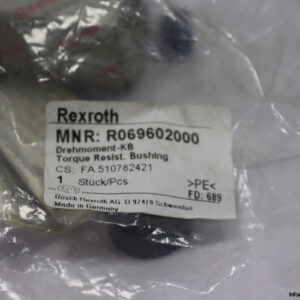 Rexroth
MNR: R069602000
Drehmoment-KB
Torque Resist. Bushing
CS: FA 510782421
1 Stück/Pcs.
>PE<
FD: 689
Bosch Rexroth AG, D 97419 Schweinfurt
Made in Germany